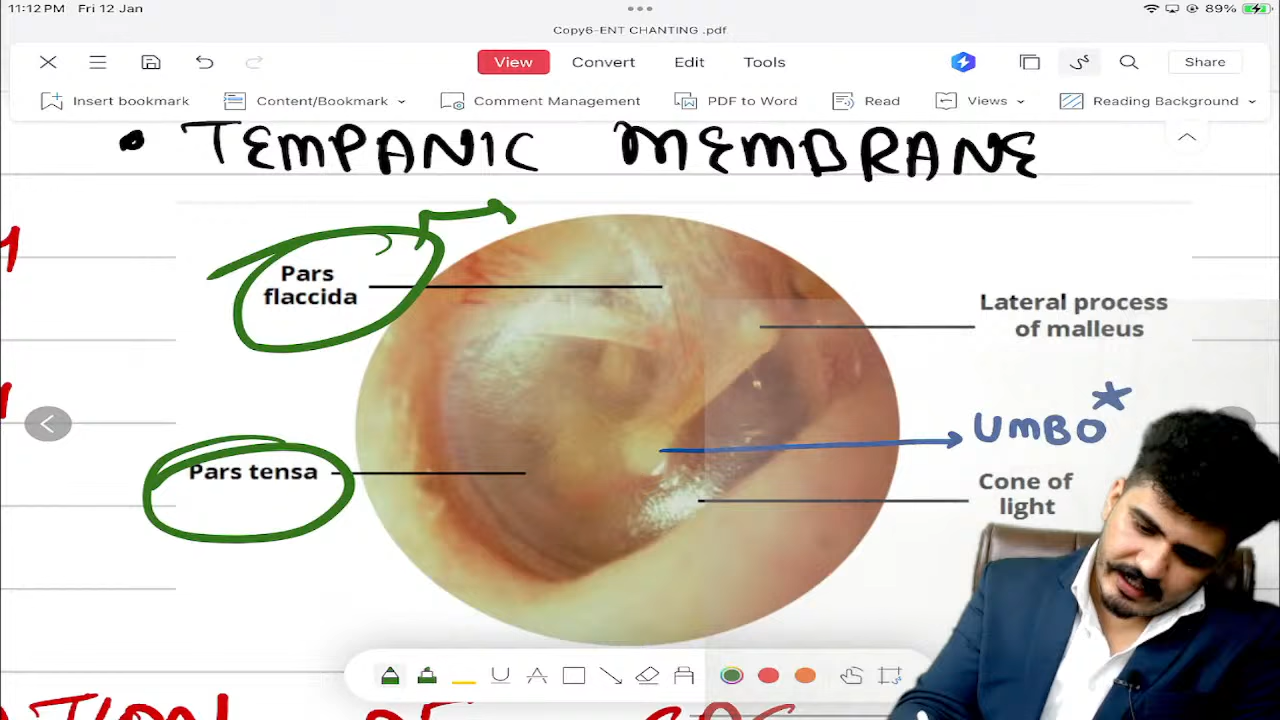 11:12 PM Fri 12 Jan
89%
Copy6-ENT CHANTING .pdf
View Convert Edit Tools Share
Insert bookmark Content/Bookmark Comment Management PDF to Word Read Views Reading Background
• TEMPANIC MEMBRANE
Pars
flaccida
Lateral process
of malleus
UMBO*
Pars tensa
Cone of
light
OF